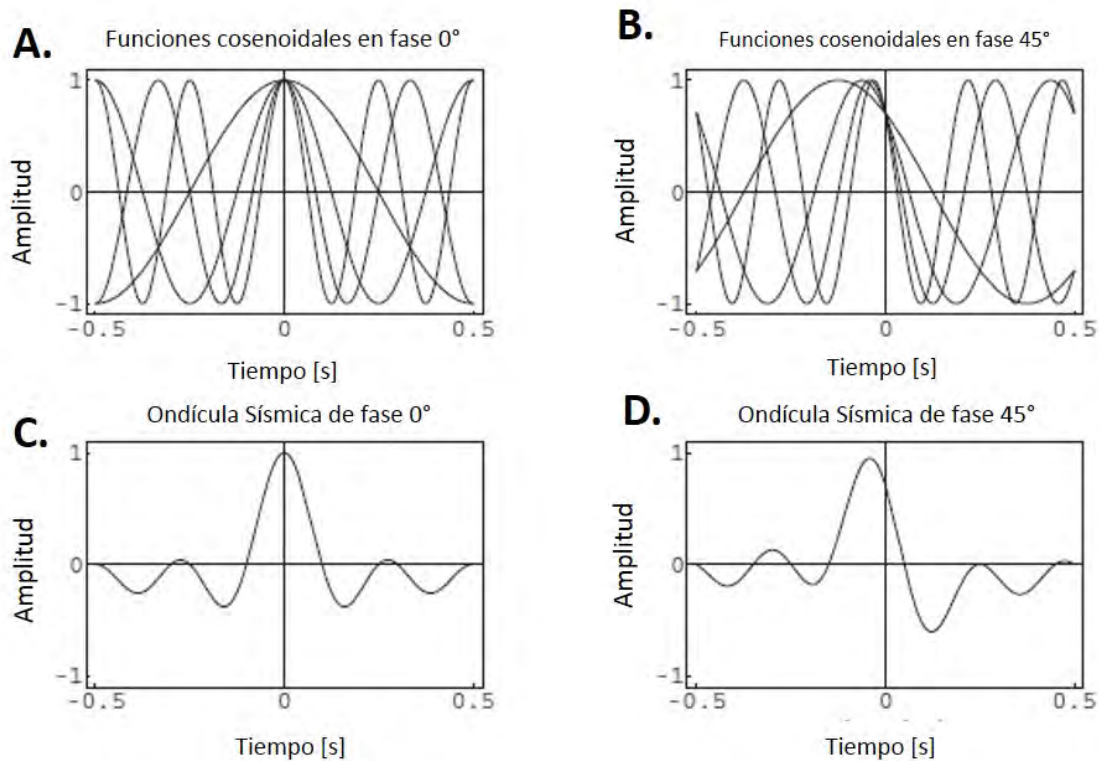 A.
Funciones cosenoidales en fase 0°
Amplitud
1
0
-1
-0.5
0
0.5
Tiempo [s]
B.
Funciones cosenoidales en fase 45°
Amplitud
1
0
-1
-0.5
0
0.5
Tiempo [s]
C.
Ondícula Sísmica de fase 0°
Amplitud
1
0
-1
-0.5
0
0.5
Tiempo [s]
D.
Ondícula Sísmica de fase 45°
Amplitud
1
0
-1
-0.5
0
0.5
Tiempo [s]